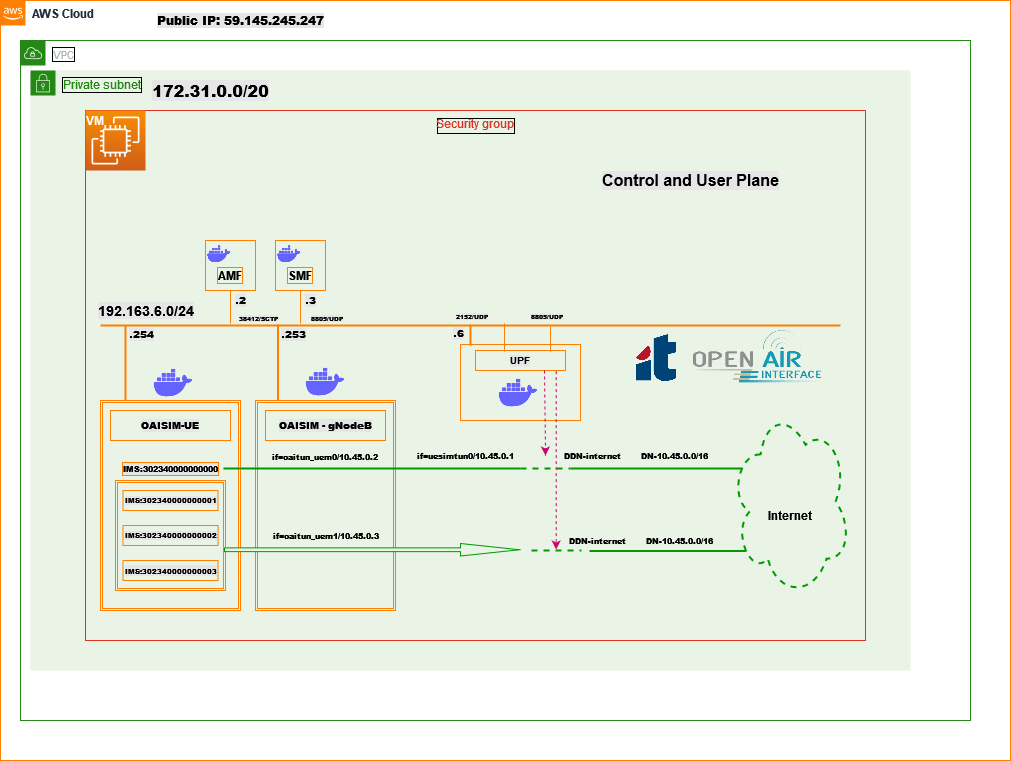 aws
AWS Cloud
Public IP: 59.145.245.247
VPC
Private subnet
172.31.0.0/20
VM
Security group
Control and User Plane
AMF
SMF
.2
.3
192.163.6.0/24
38412/SCTP
8805/UDP
2152/UDP
8805/UDP
.254
.253
.6
UPF
it
OPEN AIR
INTERFACE
OAISIM-UE
OAISIM - gNodeB
IMS:302340000000000
if=oaitun_uem0/10.45.0.2
if=uesimtun0/10.45.0.1
DDN-internet
DN-10.45.0.0/16
IMS:302340000000001
Internet
IMS:302340000000002
if=oaitun_uem1/10.45.0.3
DDN-internet
DN-10.45.0.0/16
IMS:302340000000003